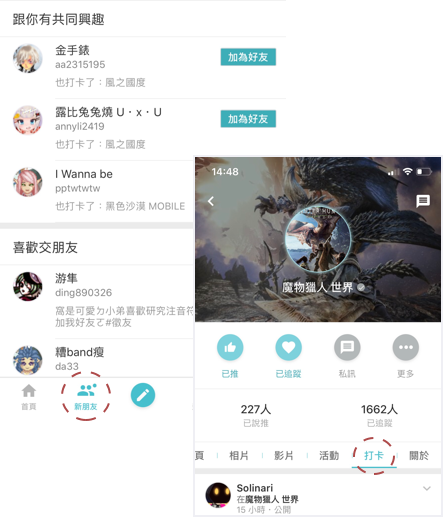 跟你有共同興趣
金手錶
aa2315195
加為好友
也打卡了：風之國度
露比兔兔燒 U・x・U
annyli2419
加為好友
也打卡了：風之國度
I Wanna be
pptwtwtw
也打卡了：黑色沙漠 MOBILE
喜歡交朋友
游隼
ding890326
窩是可愛ㄉ小弟喜歡研究注音符
加我好友ㄛ#徵友
糟band瘦
da33
首頁
新朋友
14:48
魔物獵人 世界
已推
已追蹤
私訊
更多
227人
已說推
1662人
已追蹤
頁
相片
影片
活動
打卡
關於
Solinari
在魔物獵人 世界
15 小時・公開